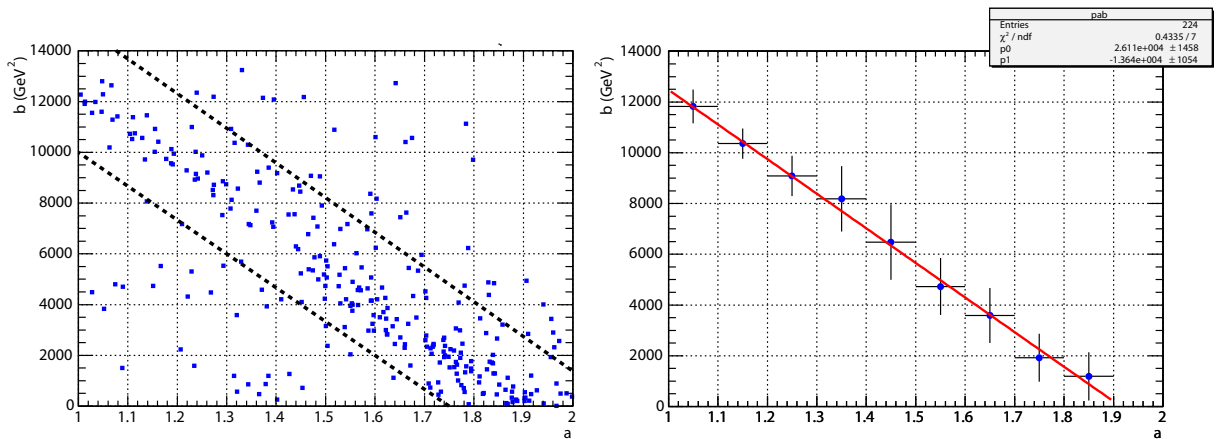 b (GeV²)
14000
12000
10000
8000
6000
4000
2000
0
1 1.1 1.2 1.3 1.4 1.5 1.6 1.7 1.8 1.9 2
a
pab
Entries 224
χ² / ndf 0.4335 / 7
p0 2.611e+004 ± 1458
p1 -1.364e+004 ± 1054
b (GeV²)
14000
12000
10000
8000
6000
4000
2000
0
1 1.1 1.2 1.3 1.4 1.5 1.6 1.7 1.8 1.9 2
a